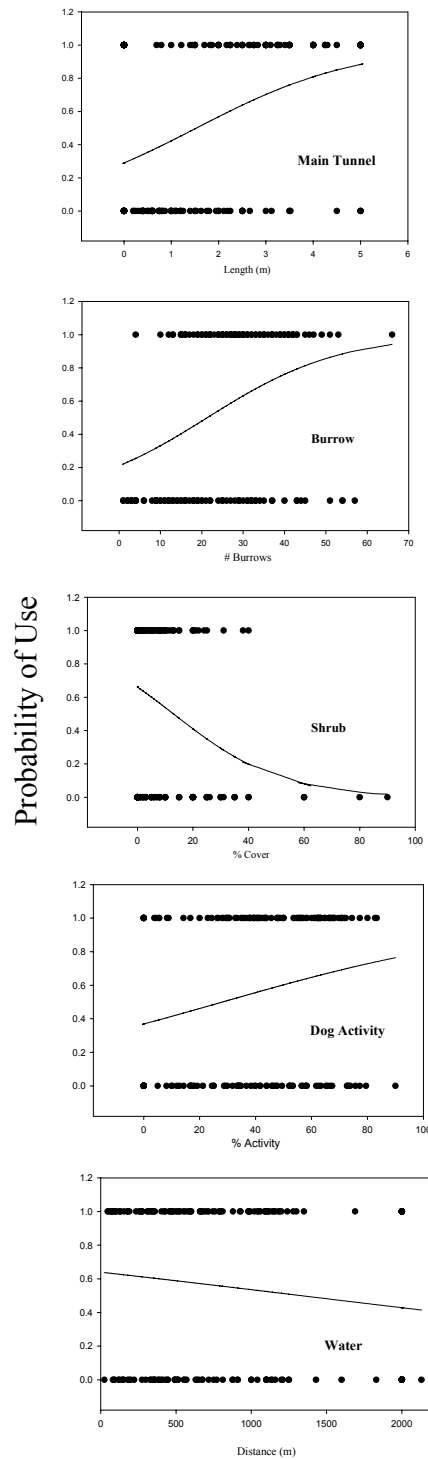 Probability of Use
1.2
1.0
0.8
0.6
0.4
0.2
0.0
Main Tunnel
0 1 2 3 4 5 6
Length (m)
1.2
1.0
0.8
0.6
0.4
0.2
0.0
Burrow
0 10 20 30 40 50 60 70
# Burrows
1.2
1.0
0.8
0.6
0.4
0.2
0.0
Shrub
0 20 40 60 80 100
% Cover
1.2
1.0
0.8
0.6
0.4
0.2
0.0
Dog Activity
0 20 40 60 80 100
% Activity
1.2
1.0
0.8
0.6
0.4
0.2
0.0
Water
0 500 1000 1500 2000
Distance (m)